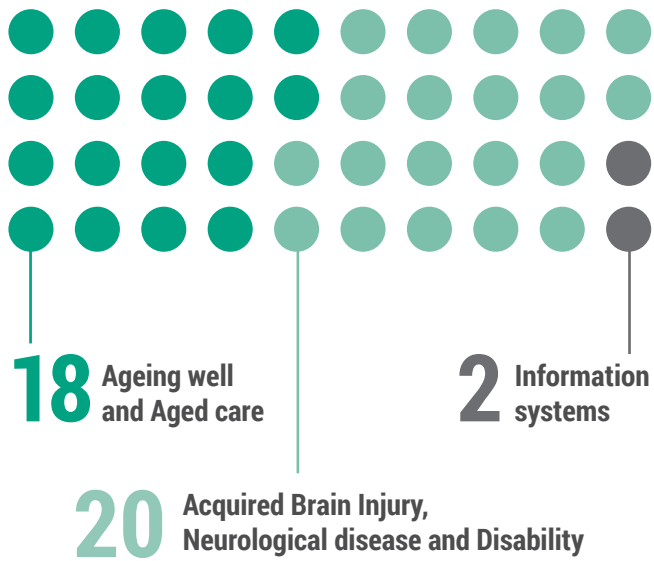 18 Ageing well
and Aged care
2 Information
systems
20 Acquired Brain Injury,
Neurological disease and Disability